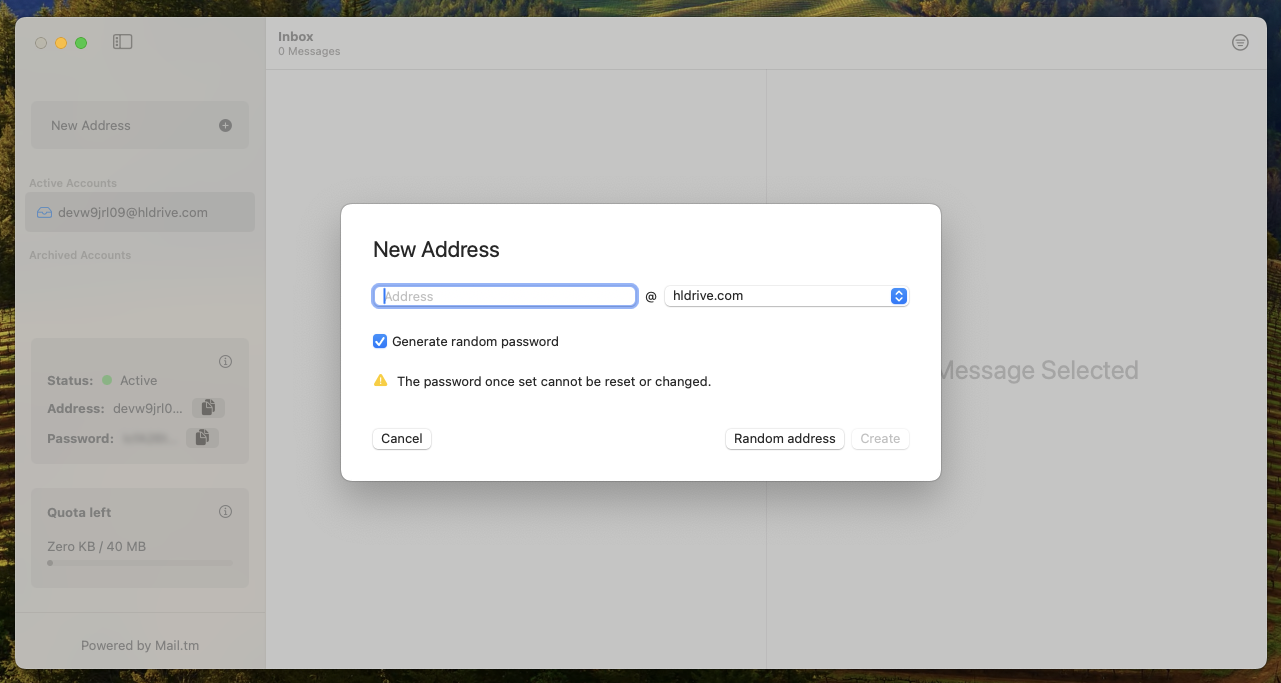 Inbox
0 Messages
New Address
Active Accounts
devw9jrl09@hldrive.com
Archived Accounts
Status: Active
Address: devw9jrl0...
Password:
Quota left
Zero KB / 40 MB
Powered by Mail.tm
New Address
Address @ hldrive.com
Generate random password
The password once set cannot be reset or changed.
Cancel Random address Create
Message Selected